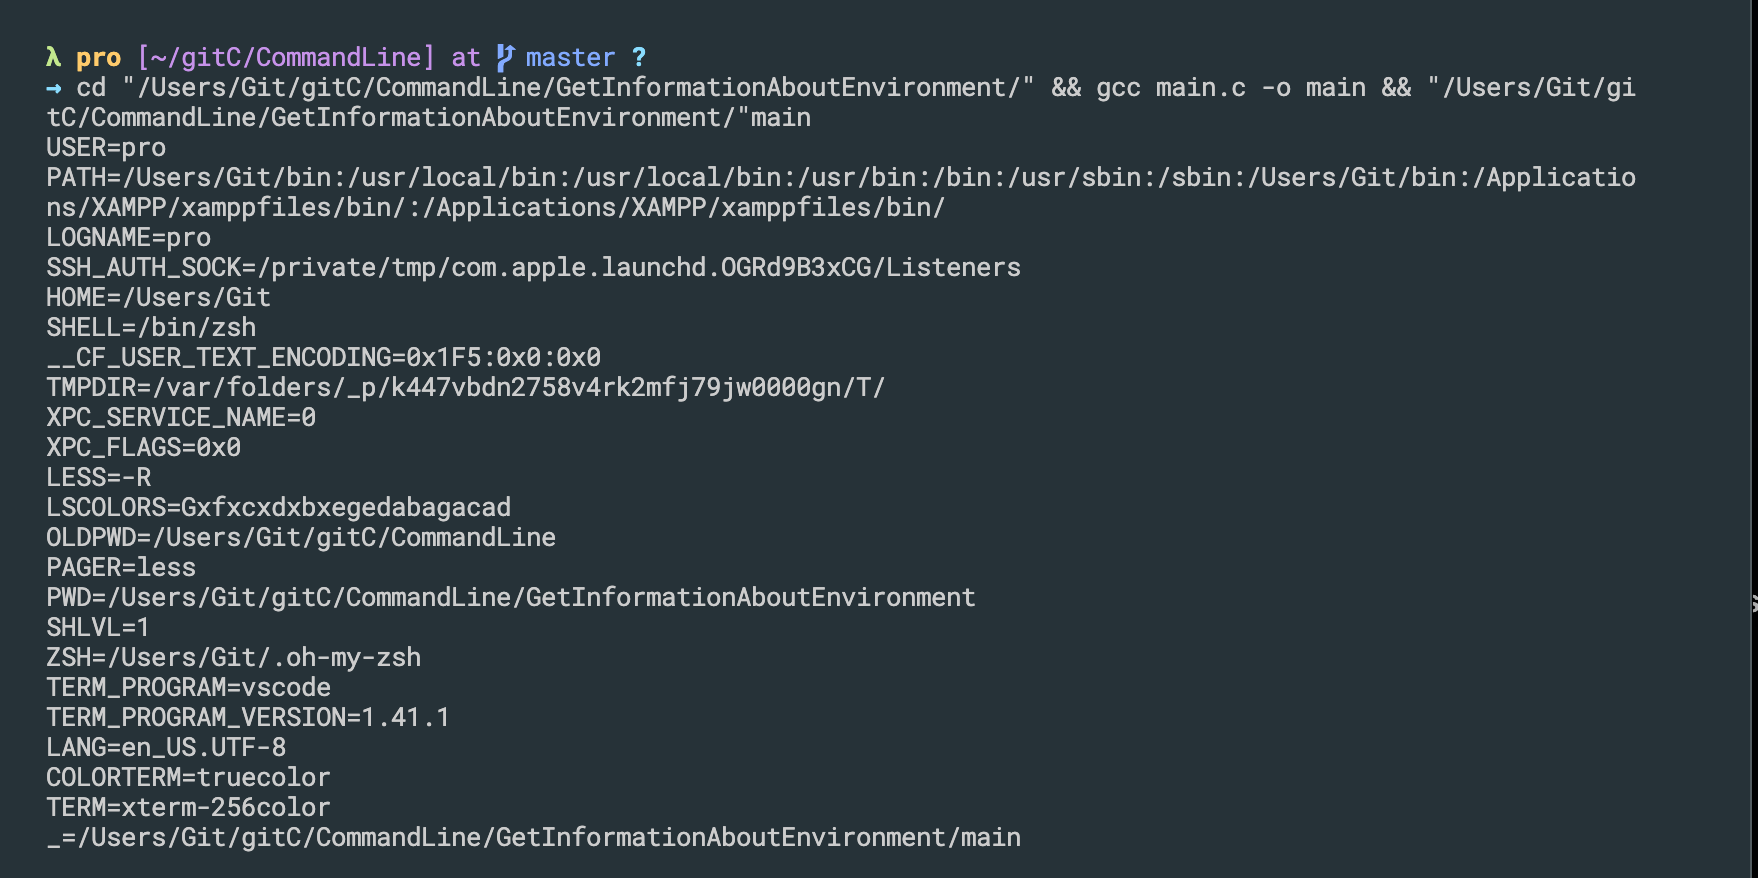 λ pro [~/gitC/CommandLine] at master ?
→ cd "/Users/Git/gitC/CommandLine/GetInformationAboutEnvironment/" && gcc main.c -o main && "/Users/Git/gi
tC/CommandLine/GetInformationAboutEnvironment/"main
USER=pro
PATH=/Users/Git/bin:/usr/local/bin:/usr/local/bin:/usr/bin:/bin:/usr/sbin:/sbin:/Users/Git/bin:/Applicatio
ns/XAMPP/xamppfiles/bin/:/Applications/XAMPP/xamppfiles/bin/
LOGNAME=pro
SSH_AUTH_SOCK=/private/tmp/com.apple.launchd.OGRd9B3xCG/Listeners
HOME=/Users/Git
SHELL=/bin/zsh
__CF_USER_TEXT_ENCODING=0x1F5:0x0:0x0
TMPDIR=/var/folders/_p/k447vbdn2758v4rk2mfj79jw0000gn/T/
XPC_SERVICE_NAME=0
XPC_FLAGS=0x0
LESS=-R
LSCOLORS=Gxfxcxdxbxegedabagacad
OLDPWD=/Users/Git/gitC/CommandLine
PAGER=less
PWD=/Users/Git/gitC/CommandLine/GetInformationAboutEnvironment
SHLVL=1
ZSH=/Users/Git/.oh-my-zsh
TERM_PROGRAM=vscode
TERM_PROGRAM_VERSION=1.41.1
LANG=en_US.UTF-8
COLORTERM=truecolor
TERM=xterm-256color
_=/Users/Git/gitC/CommandLine/GetInformationAboutEnvironment/main